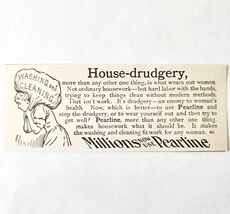 WASHING and
CLEANING
House-drudgery,
more than any other one thing, is what wears out women.
Not ordinary housework—but hard labor with the hands,
trying to keep things clean without modern methods.
That isn't work. It's drudgery—an enemy to woman's
health. Now, which is better—to use Pearline and
stop the drudgery, or to wear yourself out and then try to
get well? Pearline, more than any other one thing,
makes housework what it should be. It makes
the washing and cleaning fit work for any woman.
Millions NOW USE Pearline